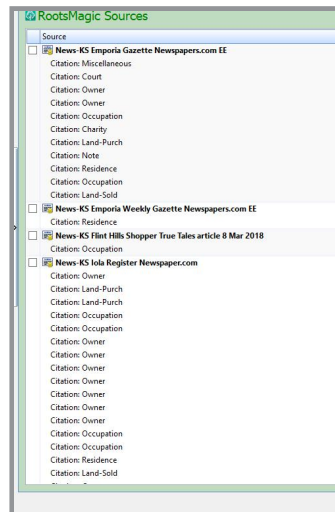 RootsMagic Sources
Source
News-KS Emporia Gazette Newspapers.com EE
Citation: Miscellaneous
Citation: Court
Citation: Owner
Citation: Owner
Citation: Occupation
Citation: Charity
Citation: Land-Purch
Citation: Note
Citation: Residence
Citation: Occupation
Citation: Land-Sold
News-KS Emporia Weekly Gazette Newspapers.com EE
Citation: Residence
News-KS Flint Hills Shopper True Tales article 8 Mar 2018
Citation: Occupation
News-KS Iola Register Newspaper.com
Citation: Owner
Citation: Land-Purch
Citation: Land-Purch
Citation: Occupation
Citation: Occupation
Citation: Owner
Citation: Owner
Citation: Owner
Citation: Owner
Citation: Owner
Citation: Owner
Citation: Owner
Citation: Occupation
Citation: Occupation
Citation: Residence
Citation: Land-Sold